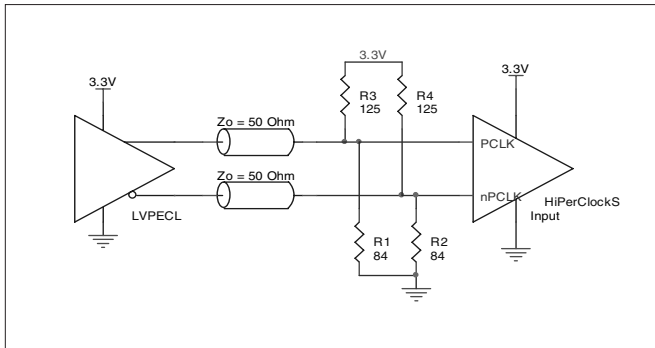 3.3V
3.3V
3.3V
R3
125
R4
125
Zo = 50 Ohm
PCLK
Zo = 50 Ohm
nPCLK
HiPerClockS
Input
LVPECL
R1
84
R2
84